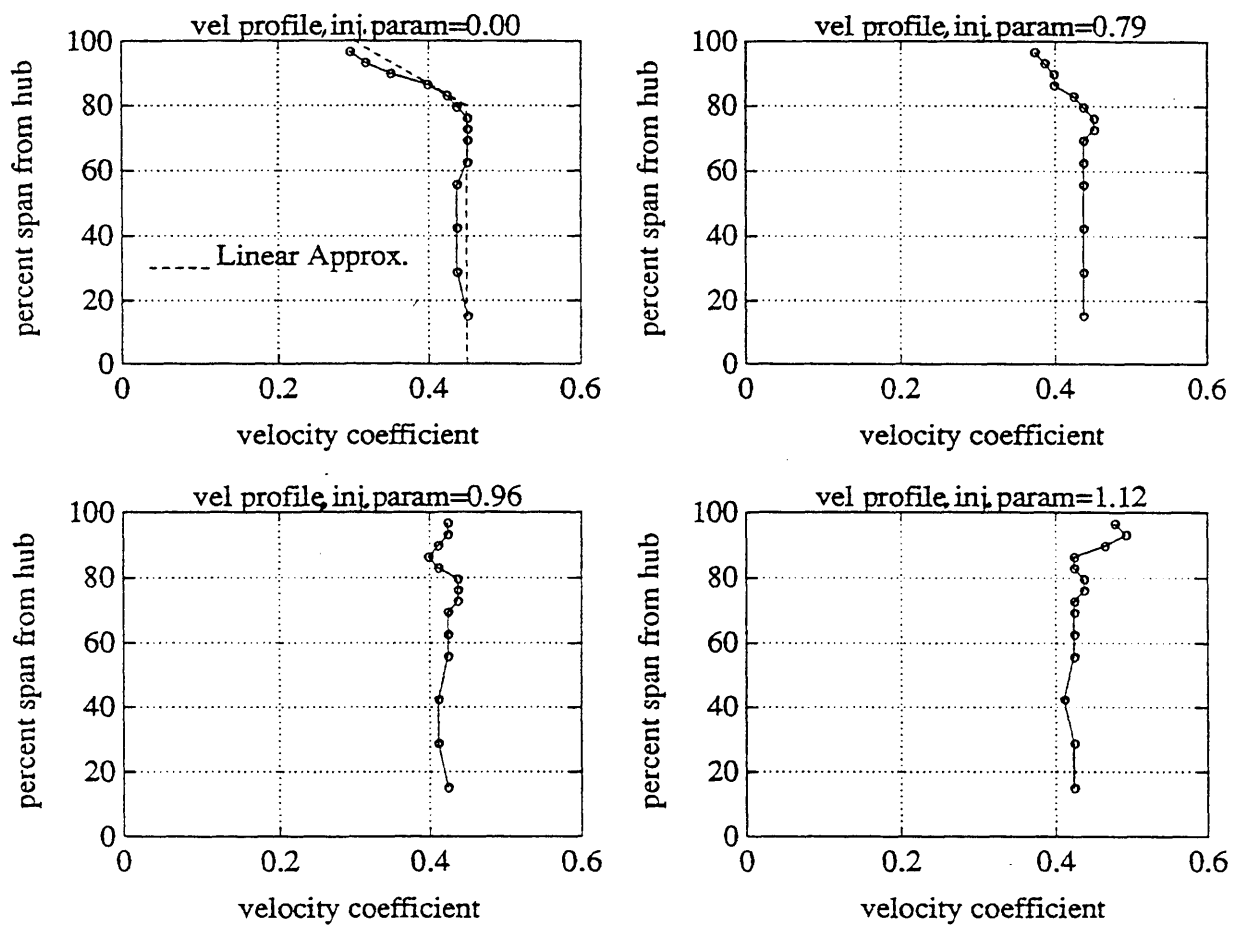 vel profile, inj. param=0.00
percent span from hub
100
80
60
40
20
0
Linear Approx.
0 0.2 0.4 0.6
velocity coefficient
vel profile, inj. param=0.79
percent span from hub
100
80
60
40
20
0
0 0.2 0.4 0.6
velocity coefficient
vel profile, inj. param=0.96
percent span from hub
100
80
60
40
20
0
0 0.2 0.4 0.6
velocity coefficient
vel profile, inj. param=1.12
percent span from hub
100
80
60
40
20
0
0 0.2 0.4 0.6
velocity coefficient